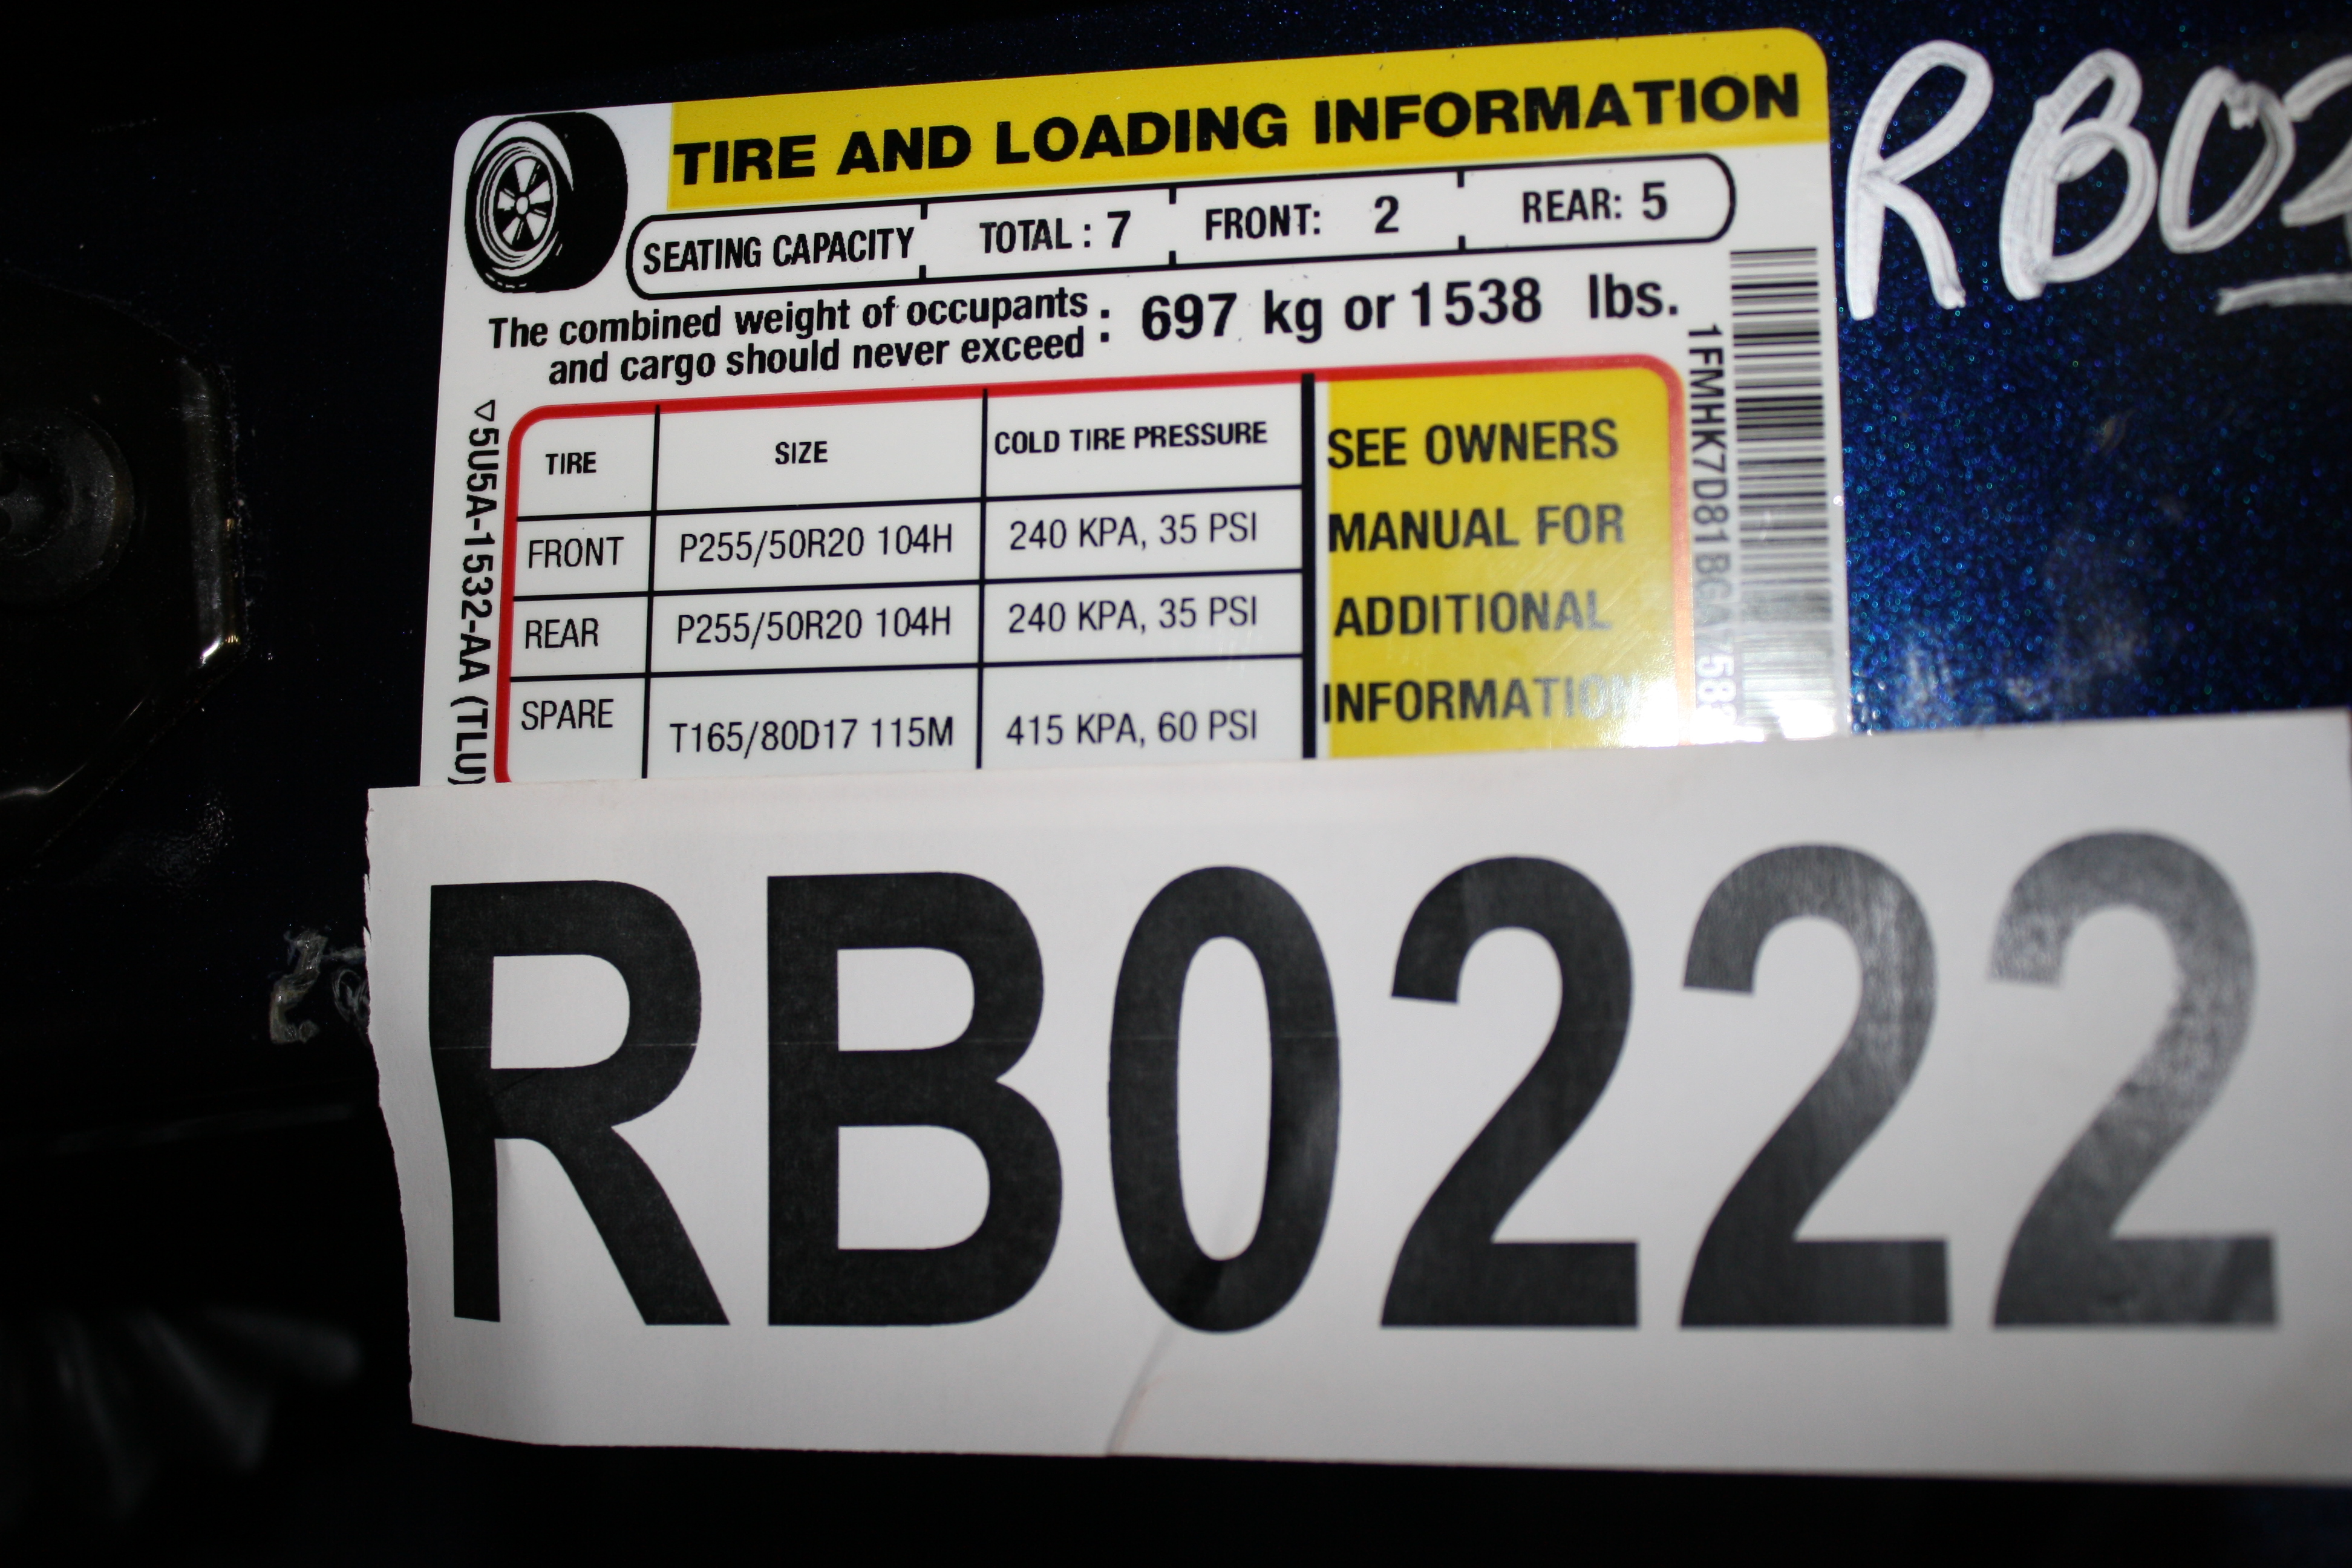 TIRE AND LOADING INFORMATION
SEATING CAPACITY TOTAL : 7 FRONT: 2 REAR: 5
The combined weight of occupants and cargo should never exceed : 697 kg or 1538 lbs.
TIRE SIZE COLD TIRE PRESSURE
FRONT P255/50R20 104H 240 KPA, 35 PSI
REAR P255/50R20 104H 240 KPA, 35 PSI
SPARE T165/80D17 115M 415 KPA, 60 PSI
SEE OWNERS
MANUAL FOR
ADDITIONAL
INFORMATION
5U5A-1532-AA (TLU)
RB0222